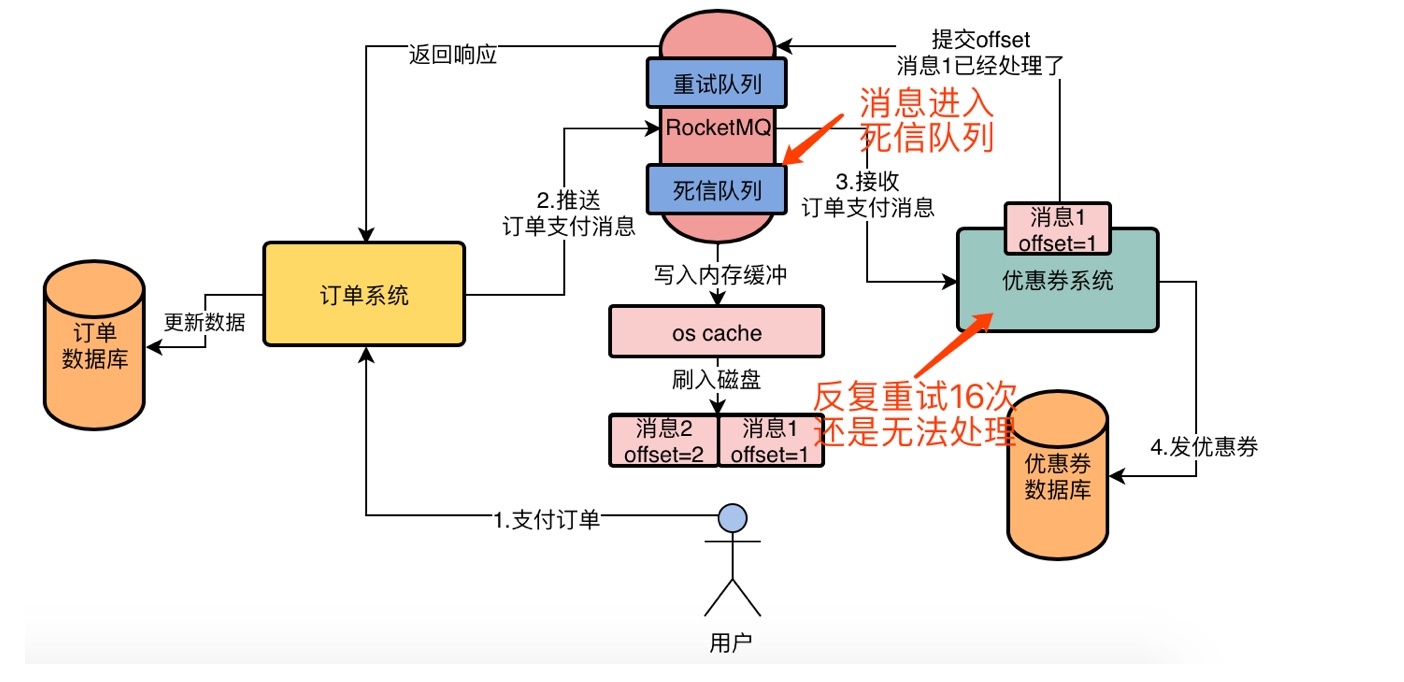 返回响应
提交offset
消息1已经处理了
重试队列
消息进入
死信队列
RocketMQ
死信队列
2.推送
订单支付消息
3.接收
订单支付消息
消息1
offset=1
优惠券系统
订单系统
更新数据
订单
数据库
写入内存缓冲
os cache
刷入磁盘
消息2
offset=2
消息1
offset=1
反复重试16次
还是无法处理
优惠券
数据库
4.发优惠券
1.支付订单
用户